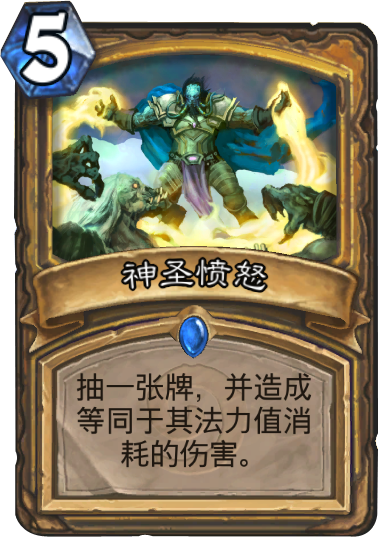 5
神圣愤怒
抽一张牌，并造成
等同于其法力值消
耗的伤害。